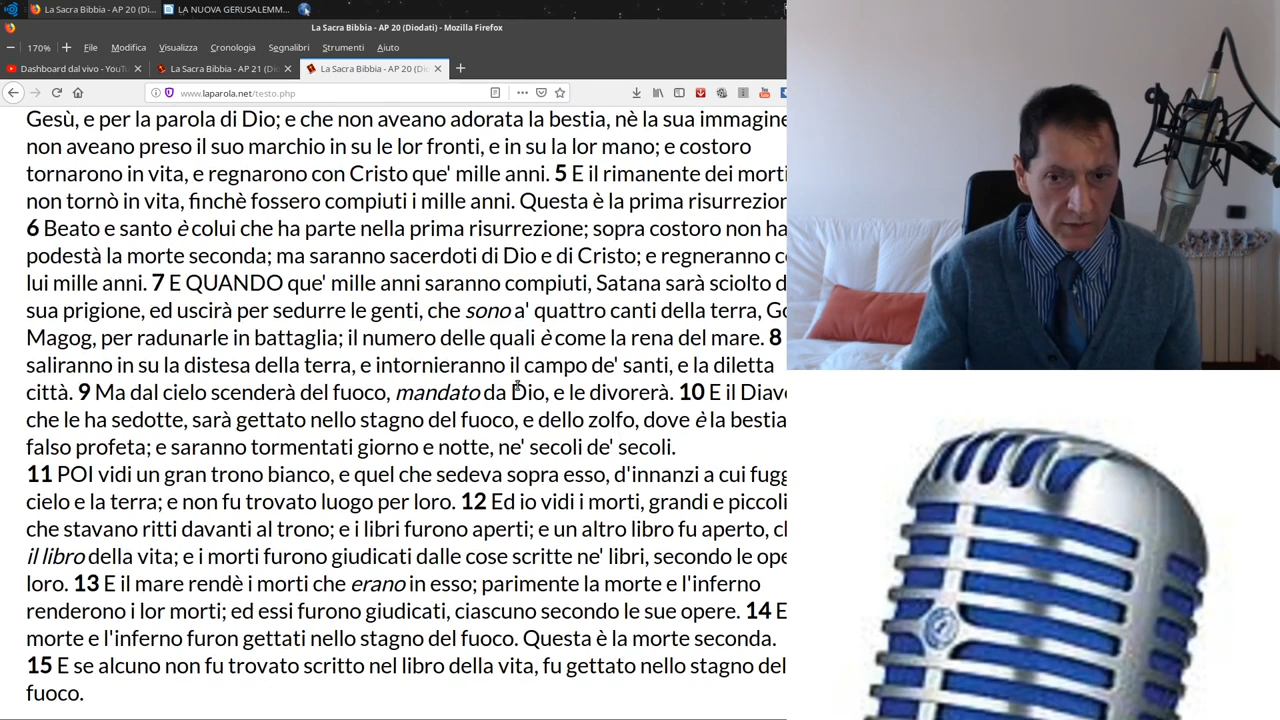 La Sacra Bibbia - AP 20 (Di...
LA NUOVA GERUSALEMM...
La Sacra Bibbia - AP 20 (Diodati) - Mozilla Firefox
170%
File Modifica Visualizza Cronologia Segnalibri Strumenti Aiuto
Dashboard dal vivo - YouTu
La Sacra Bibbia - AP 21 (Di
La Sacra Bibbia - AP 20 (Di
www.laparola.net/testo.php
Gesù, e per la parola di Dio; e che non aveano adorata la bestia, nè la sua immagine
non aveano preso il suo marchio in su le lor fronti, e in su la lor mano; e costoro
tornarono in vita, e regnarono con Cristo que' mille anni. 5 E il rimanente dei morti
non tornò in vita, finchè fossero compiuti i mille anni. Questa è la prima risurrezion
6 Beato e santo è colui che ha parte nella prima risurrezione; sopra costoro non ha
podestà la morte seconda; ma saranno sacerdoti di Dio e di Cristo; e regneranno c
lui mille anni. 7 E QUANDO que' mille anni saranno compiuti, Satana sarà sciolto d
sua prigione, ed uscirà per sedurre le genti, che sono a' quattro canti della terra, Go
Magog, per radunarle in battaglia; il numero delle quali è come la rena del mare. 8
saliranno in su la distesa della terra, e intornieranno il campo de' santi, e la diletta
città. 9 Ma dal cielo scenderà del fuoco, mandato da Dio, e le divorerà. 10 E il Diav
che le ha sedotte, sarà gettato nello stagno del fuoco, e dello zolfo, dove è la bestia
falso profeta; e saranno tormentati giorno e notte, ne' secoli de' secoli.
11 POI vidi un gran trono bianco, e quel che sedeva sopra esso, d'innanzi a cui fugg
cielo e la terra; e non fu trovato luogo per loro. 12 Ed io vidi i morti, grandi e piccoli
che stavano ritti davanti al trono; e i libri furono aperti; e un altro libro fu aperto, ch
il libro della vita; e i morti furono giudicati dalle cose scritte ne' libri, secondo le ope
loro. 13 E il mare rendè i morti che erano in esso; parimente la morte e l'inferno
renderono i lor morti; ed essi furono giudicati, ciascuno secondo le sue opere. 14 E
morte e l'inferno furon gettati nello stagno del fuoco. Questa è la morte seconda.
15 E se alcuno non fu trovato scritto nel libro della vita, fu gettato nello stagno del
fuoco.